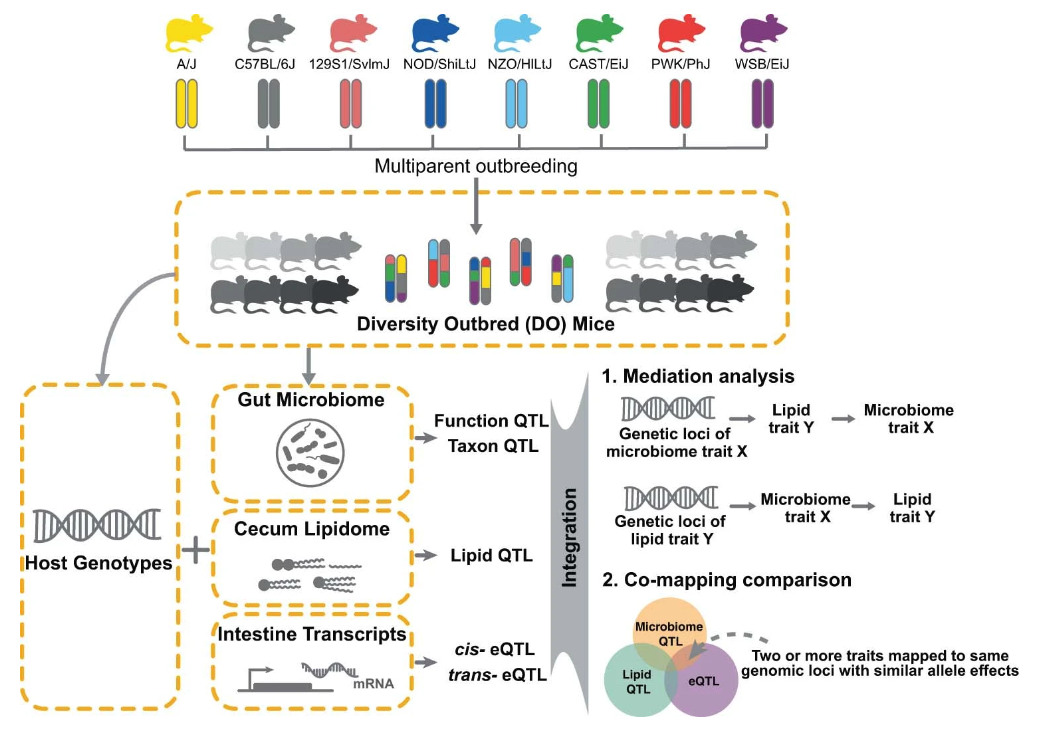 A/J
C57BL/6J
129S1/SvImJ
NOD/ShiLtJ
NZO/HlLtJ
CAST/EiJ
PWK/PhJ
WSB/EiJ
Multiparent outbreeding
Diversity Outbred (DO) Mice
Host Genotypes
+
Gut Microbiome
Function QTL
Taxon QTL
Cecum Lipidome
Lipid QTL
Intestine Transcripts
mRNA
cis- eQTL
trans- eQTL
Integration
1. Mediation analysis
Genetic loci of
microbiome trait X
Lipid
trait Y
Microbiome
trait X
Genetic loci of
lipid trait Y
Microbiome
trait X
Lipid
trait Y
2. Co-mapping comparison
Microbiome
QTL
Lipid
QTL
eQTL
Two or more traits mapped to same
genomic loci with similar allele effects